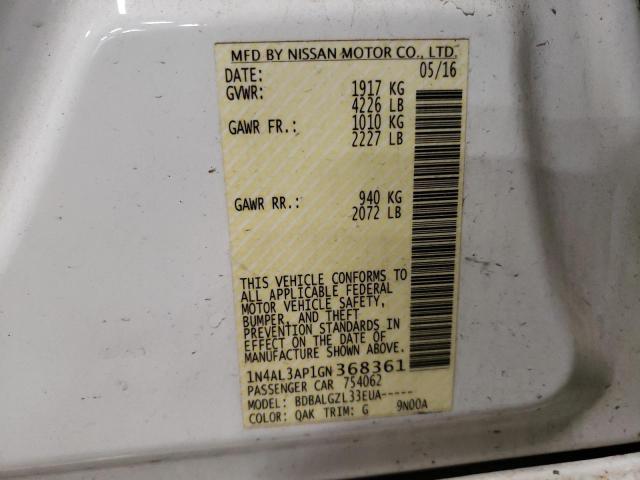 MFD BY NISSAN MOTOR CO., LTD.
DATE: 05/16
GVWR: 1917 KG
4226 LB
GAWR FR.: 1010 KG
2227 LB
GAWR RR.: 940 KG
2072 LB
THIS VEHICLE CONFORMS TO
ALL APPLICABLE FEDERAL
MOTOR VEHICLE SAFETY,
BUMPER, AND THEFT
PREVENTION STANDARDS IN
EFFECT ON THE DATE OF
MANUFACTURE SHOWN ABOVE.
1N4AL3AP1GN368361
PASSENGER CAR 754062
MODEL: BDBALGZL33EUA-----
COLOR: QAK TRIM: G 9N00A